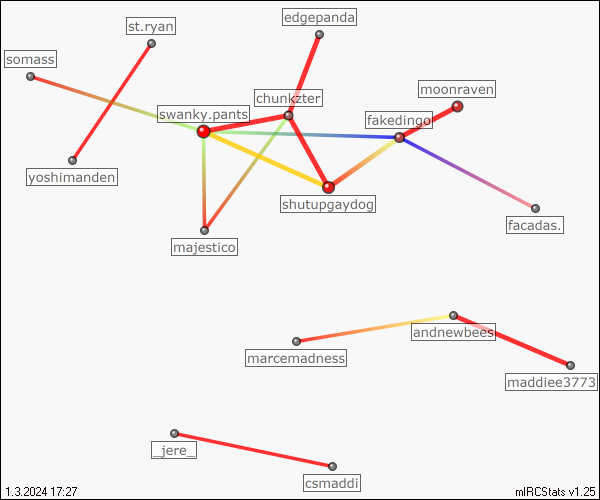 edgepanda
st.ryan
somass
moonraven
chunkzter
swanky.pants
fakedingo
yoshimanden
shutupgaydog
facadas.
majestico
andnewbees
marcemadness
maddiee3773
_jere_
csmaddi
1.3.2024 17:27
mIRCStats v1.25